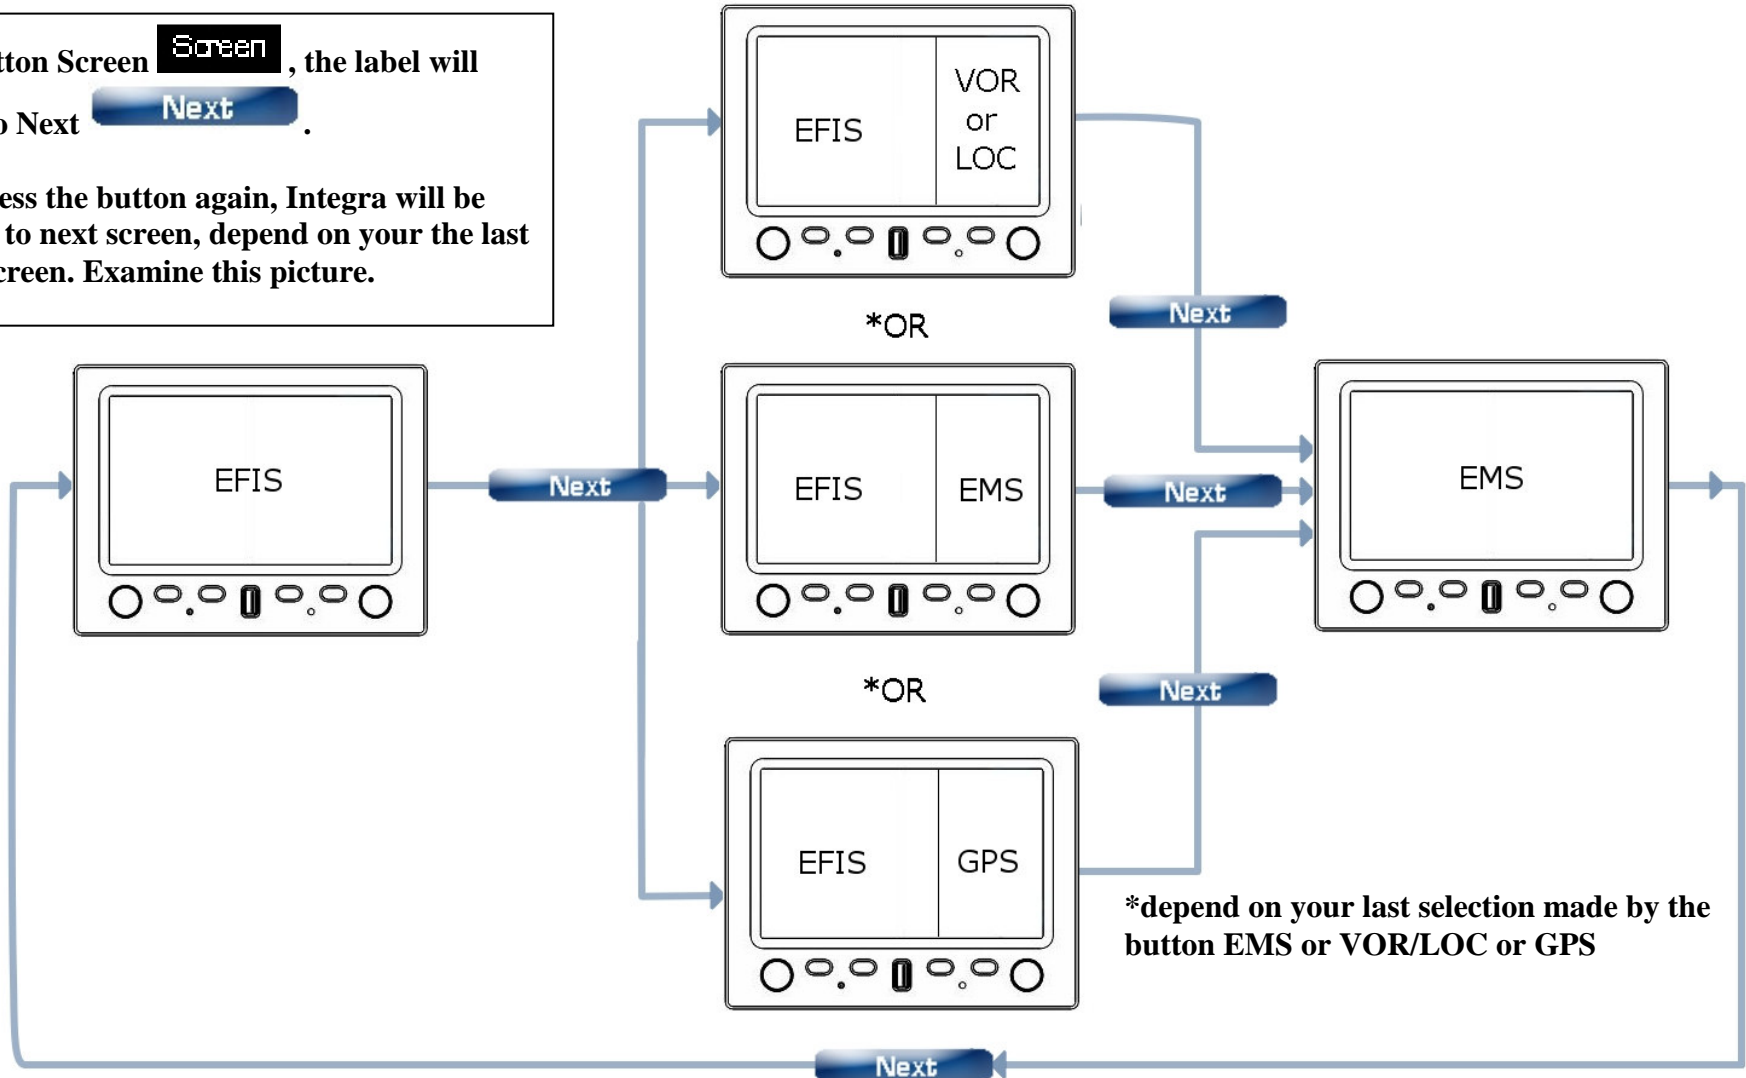 tton Screen Screen , the label will
o Next Next .
ess the button again, Integra will be
to next screen, depend on your the last
creen. Examine this picture.
EFIS
VOR
or
LOC
Next
*OR
EFIS
Next
EFIS
EMS
Next
EMS
*OR
Next
EFIS
GPS
*depend on your last selection made by the
button EMS or VOR/LOC or GPS
Next